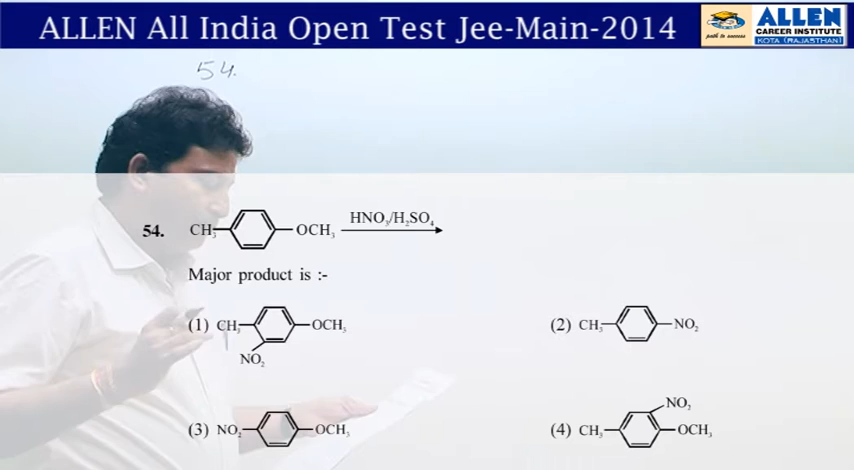 ALLEN All India Open Test Jee-Main-2014
path to success
ALLEN
CAREER INSTITUTE
KOTA (RAJASTHAN)
54.
54. CH₃ OCH₃ HNO₃/H₂SO₄
Major product is :-
(1) CH₃ OCH₃
NO₂
(2) CH₃ NO₂
(3) NO₂ OCH₃
NO₂
(4) CH₃ OCH₃